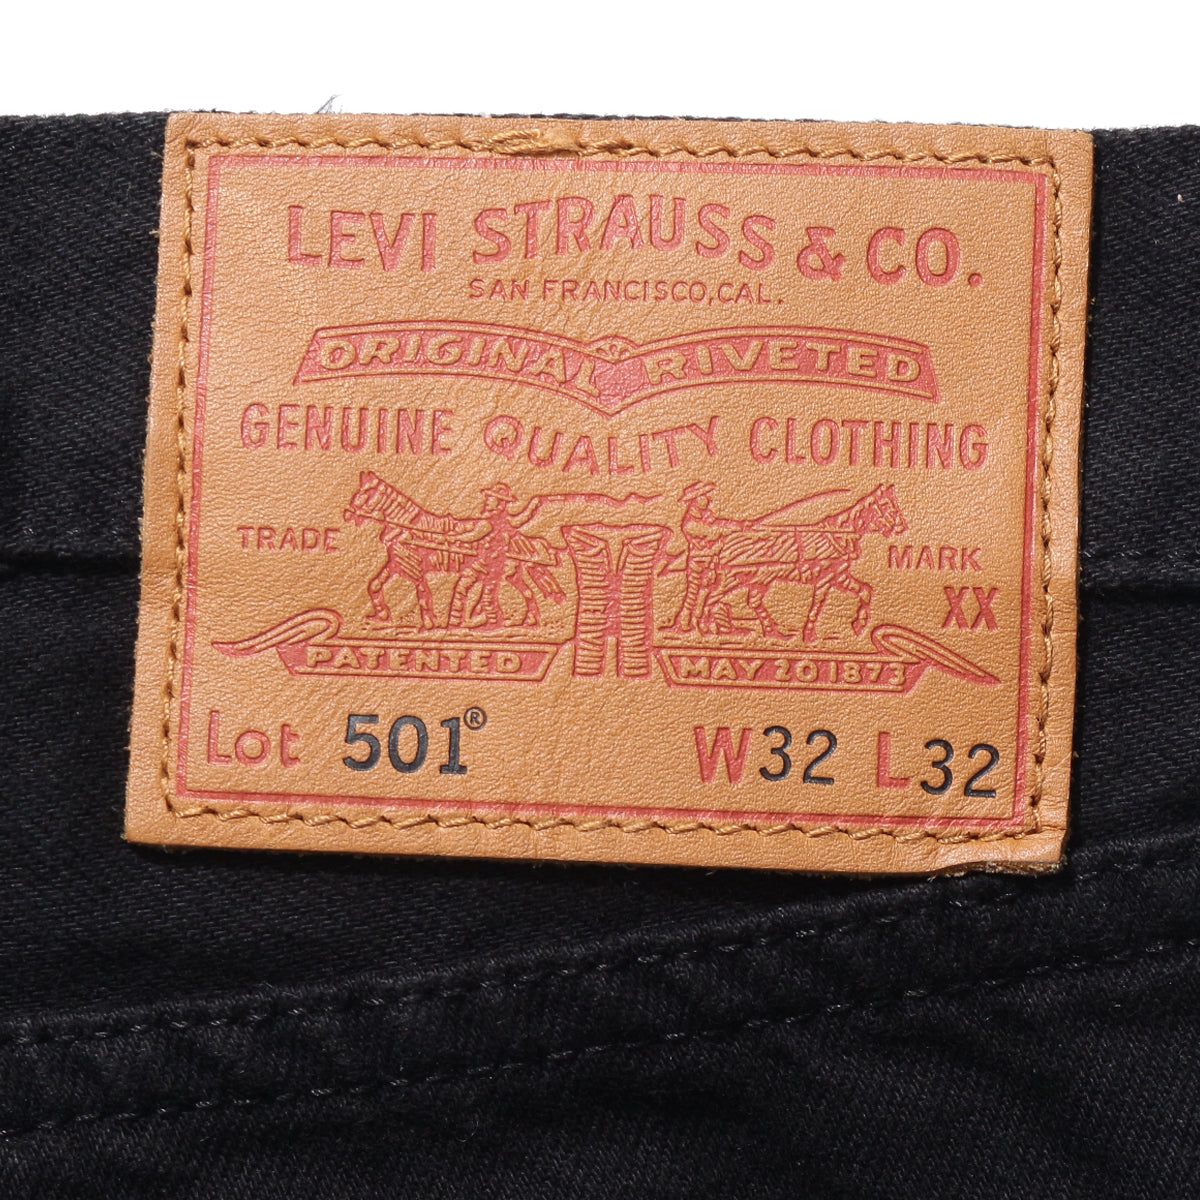 LEVI STRAUSS & CO.
SAN FRANCISCO, CAL.
ORIGINAL RIVETED
GENUINE QUALITY CLOTHING
TRADE MARK
XX
PATENTED MAY 20 1873
Lot 501® W32 L32